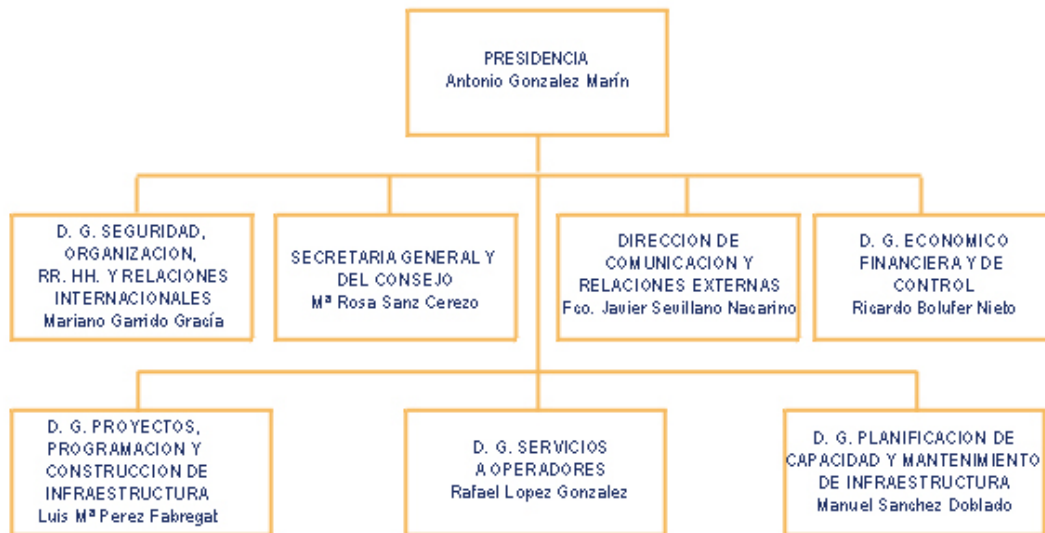 PRESIDENCIA
Antonio Gonzalez Marín
D. G. SEGURIDAD,
ORGANIZACION,
RR. HH. Y RELACIONES
INTERNACIONALES
Mariano Garrido Gracía
SECRETARIA GENERAL Y
DEL CONSEJO
Mª Rosa Sanz Cerezo
DIRECCION DE
COMUNICACION Y
RELACIONES EXTERNAS
Fco. Javier Sevillano Nacarino
D. G. ECONOMICO
FINANCIERA Y DE
CONTROL
Ricardo Bolufer Nieto
D. G. PROYECTOS,
PROGRAMACION Y
CONSTRUCCION DE
INFRAESTRUCTURA
Luis Mª Perez Fabregat
D. G. SERVICIOS
A OPERADORES
Rafael Lopez Gonzalez
D. G. PLANIFICACION DE
CAPACIDAD Y MANTENIMIENTO
DE INFRAESTRUCTURA
Manuel Sanchez Doblado